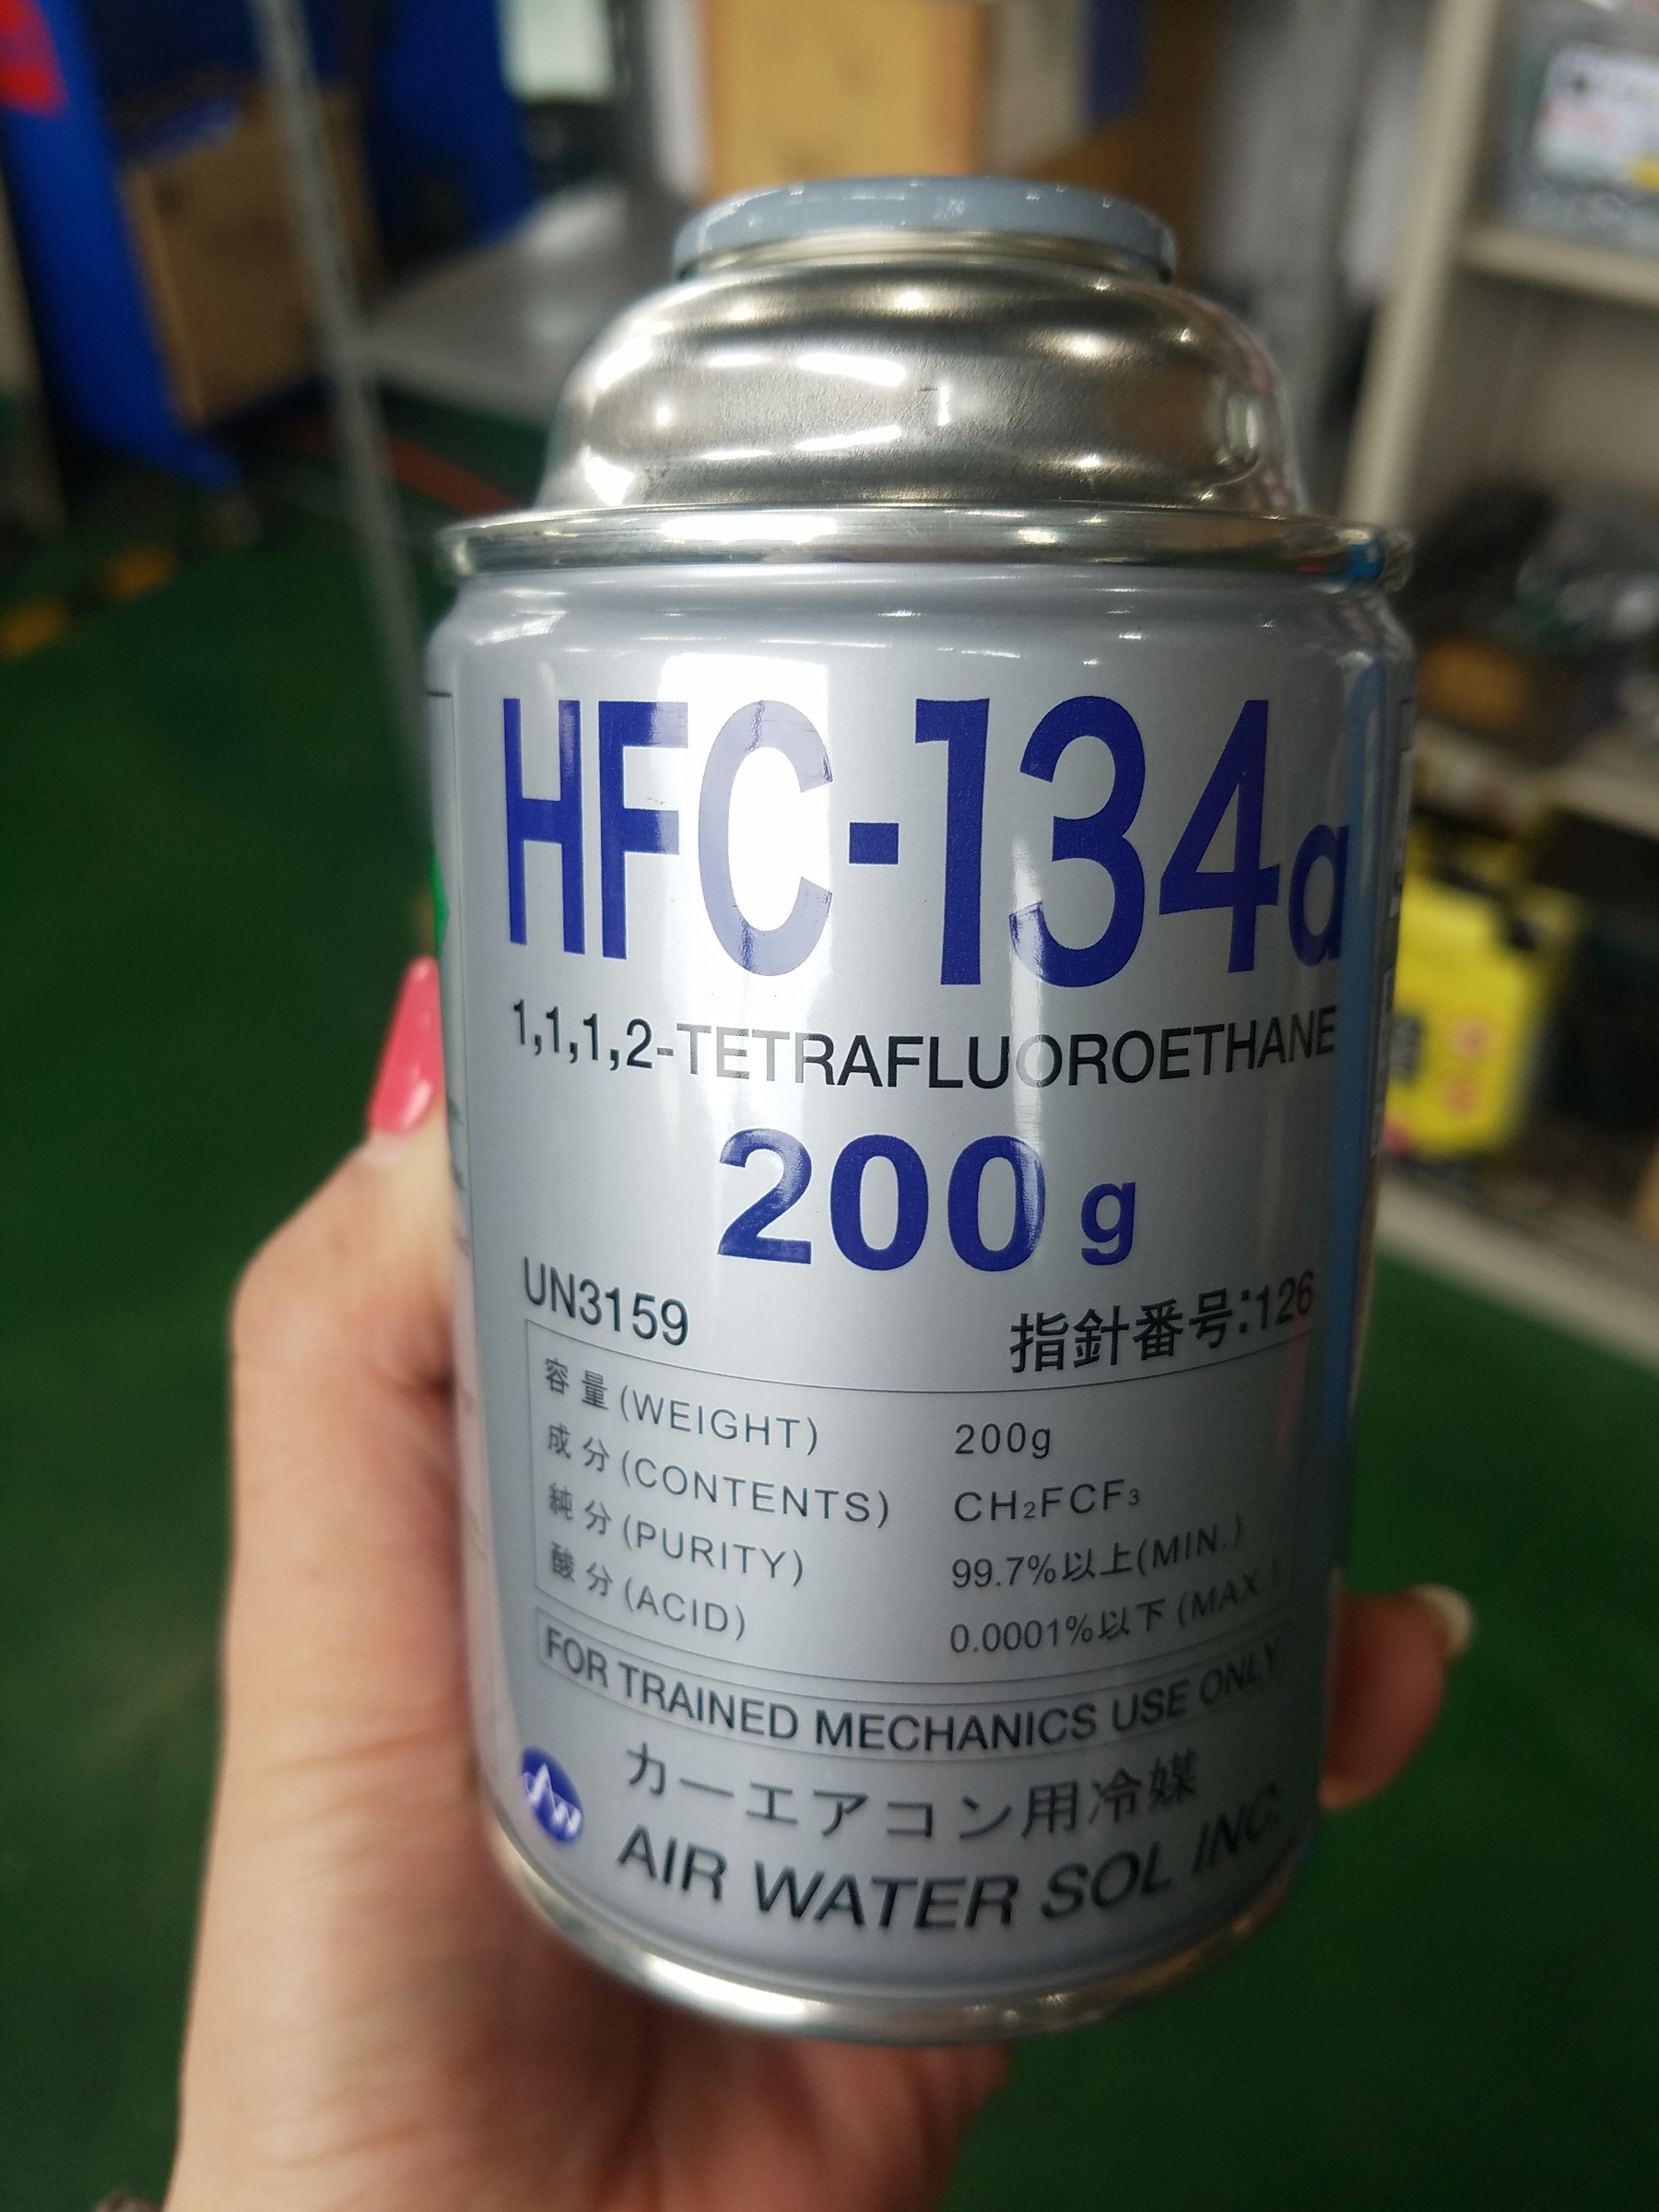 HFC-134a
1,1,1,2-TETRAFLUOROETHANE
200 g
UN3159 指針番号:126
容量(WEIGHT) 200g
成分(CONTENTS) CH₂FCF₃
純分(PURITY) 99.7%以上(MIN.)
酸分(ACID) 0.0001%以下(MAX.)
FOR TRAINED MECHANICS USE ONLY
カーエアコン用冷媒
AW
AIR WATER SOL INC.